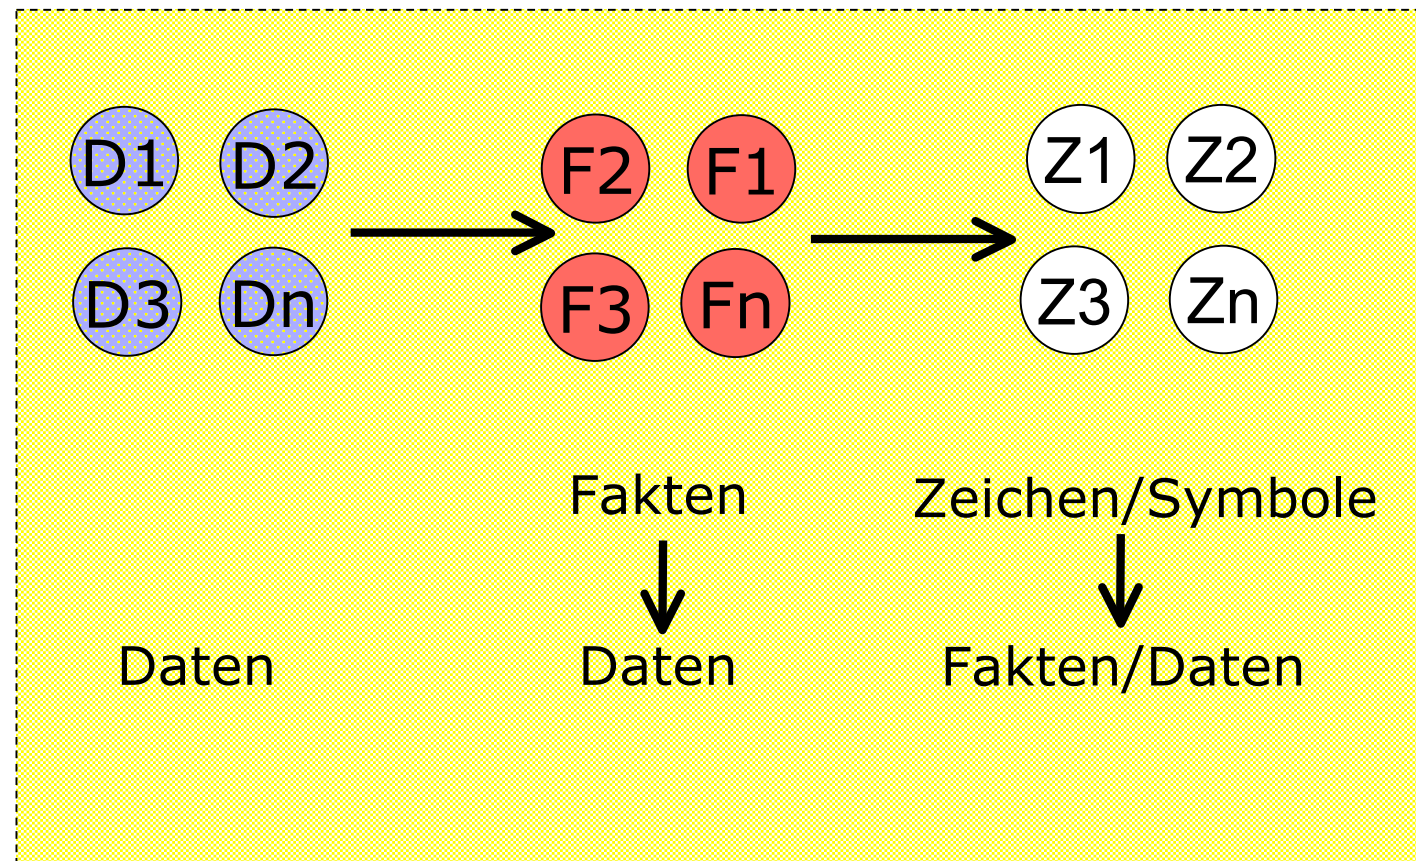 D1 D2 F2 F1 Z1 Z2
D3 Dn F3 Fn Z3 Zn
Fakten Zeichen/Symbole
Daten Daten Fakten/Daten